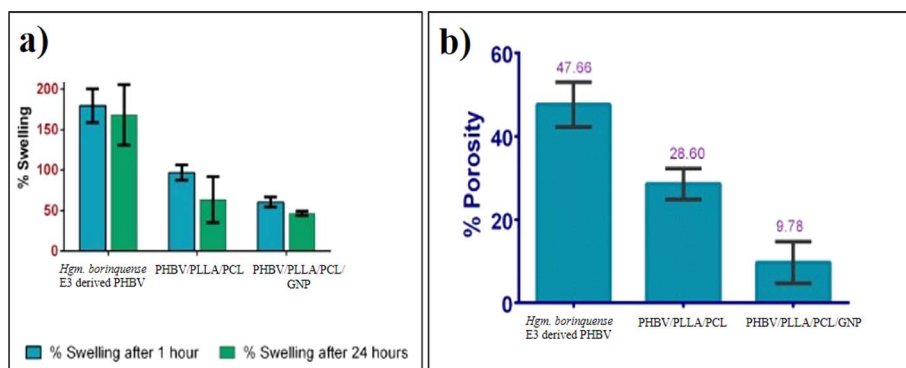 a)
% Swelling
200
150
100
50
0
Hgm. borinquense
E3 derived PHBV
PHBV/PLLA/PCL
PHBV/PLLA/PCL/
GNP
% Swelling after 1 hour
% Swelling after 24 hours
b)
% Porosity
60
40
20
0
47.66
28.60
9.78
Hgm. borinquense
E3 derived PHBV
PHBV/PLLA/PCL
PHBV/PLLA/PCL/GNP